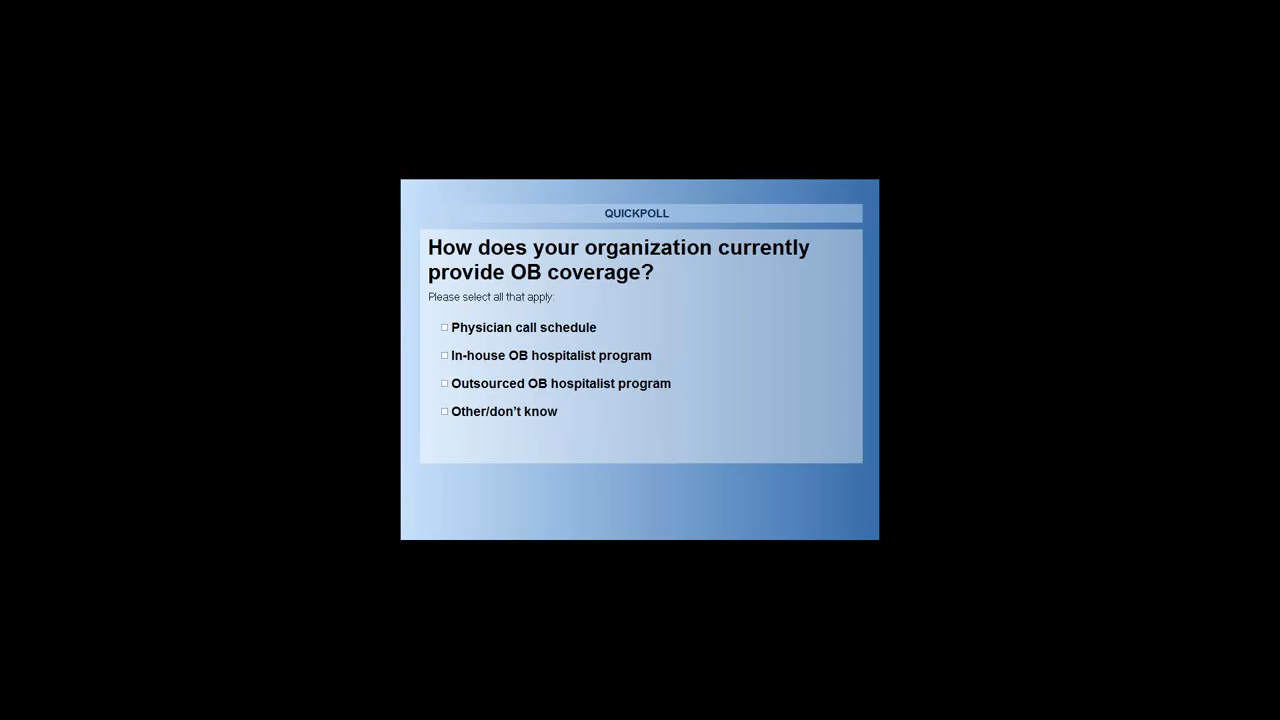 QUICKPOLL
How does your organization currently
provide OB coverage?
Please select all that apply:
Physician call schedule
In-house OB hospitalist program
Outsourced OB hospitalist program
Other/don't know